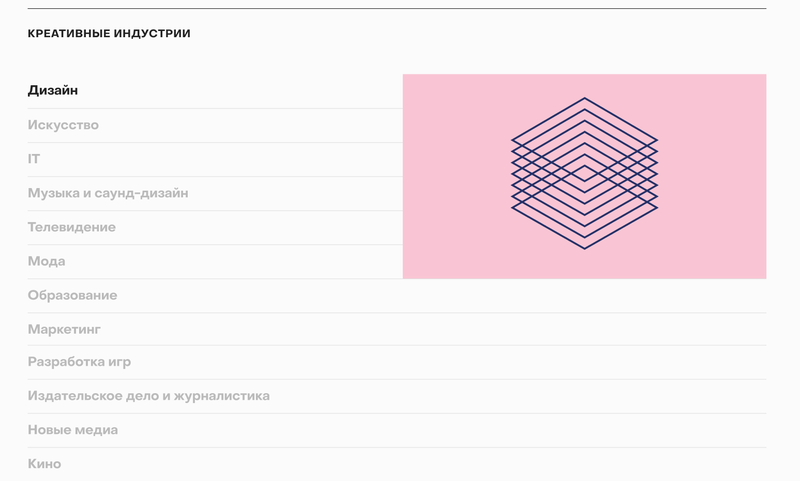 КРЕАТИВНЫЕ ИНДУСТРИИ
Дизайн
Искусство
IT
Музыка и саунд-дизайн
Телевидение
Мода
Образование
Маркетинг
Разработка игр
Издательское дело и журналистика
Новые медиа
Кино